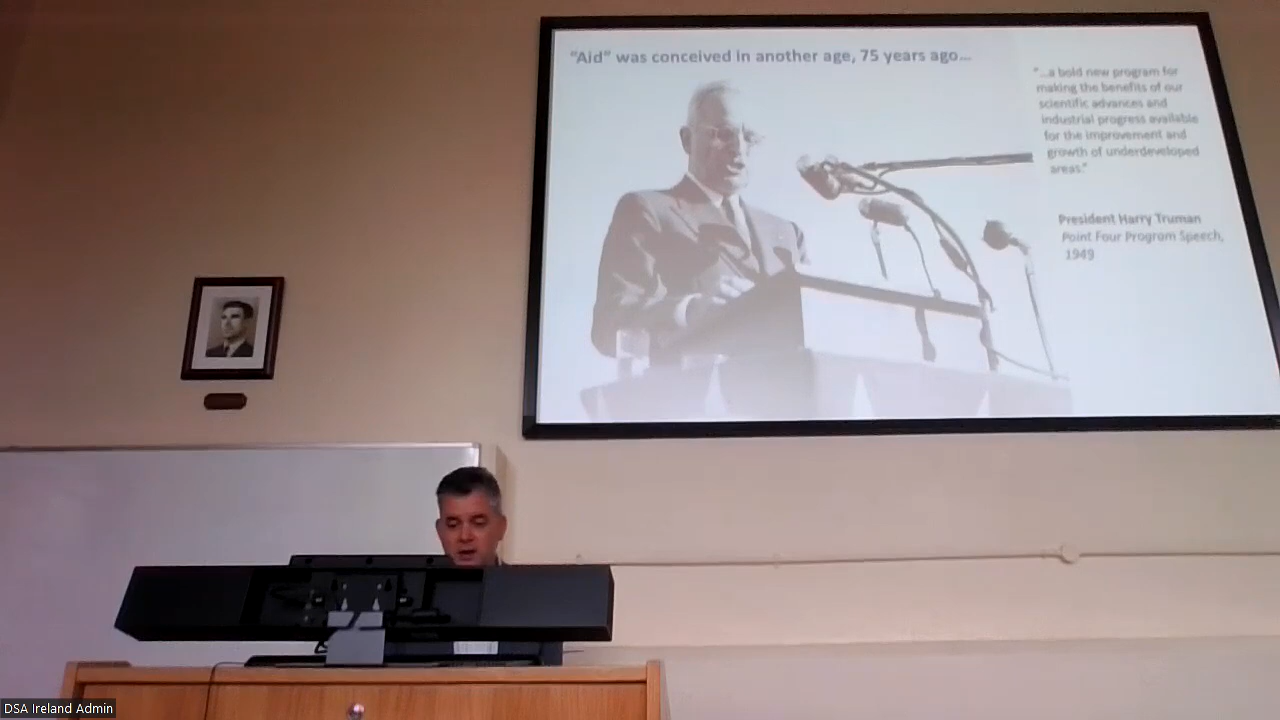 "Aid" was conceived in another age, 75 years ago...
"...a bold new program for
making the benefits of our
scientific advances and
industrial progress available
for the improvement and
growth of underdeveloped
areas."
President Harry Truman
Point Four Program Speech,
1949
DSA Ireland Admin